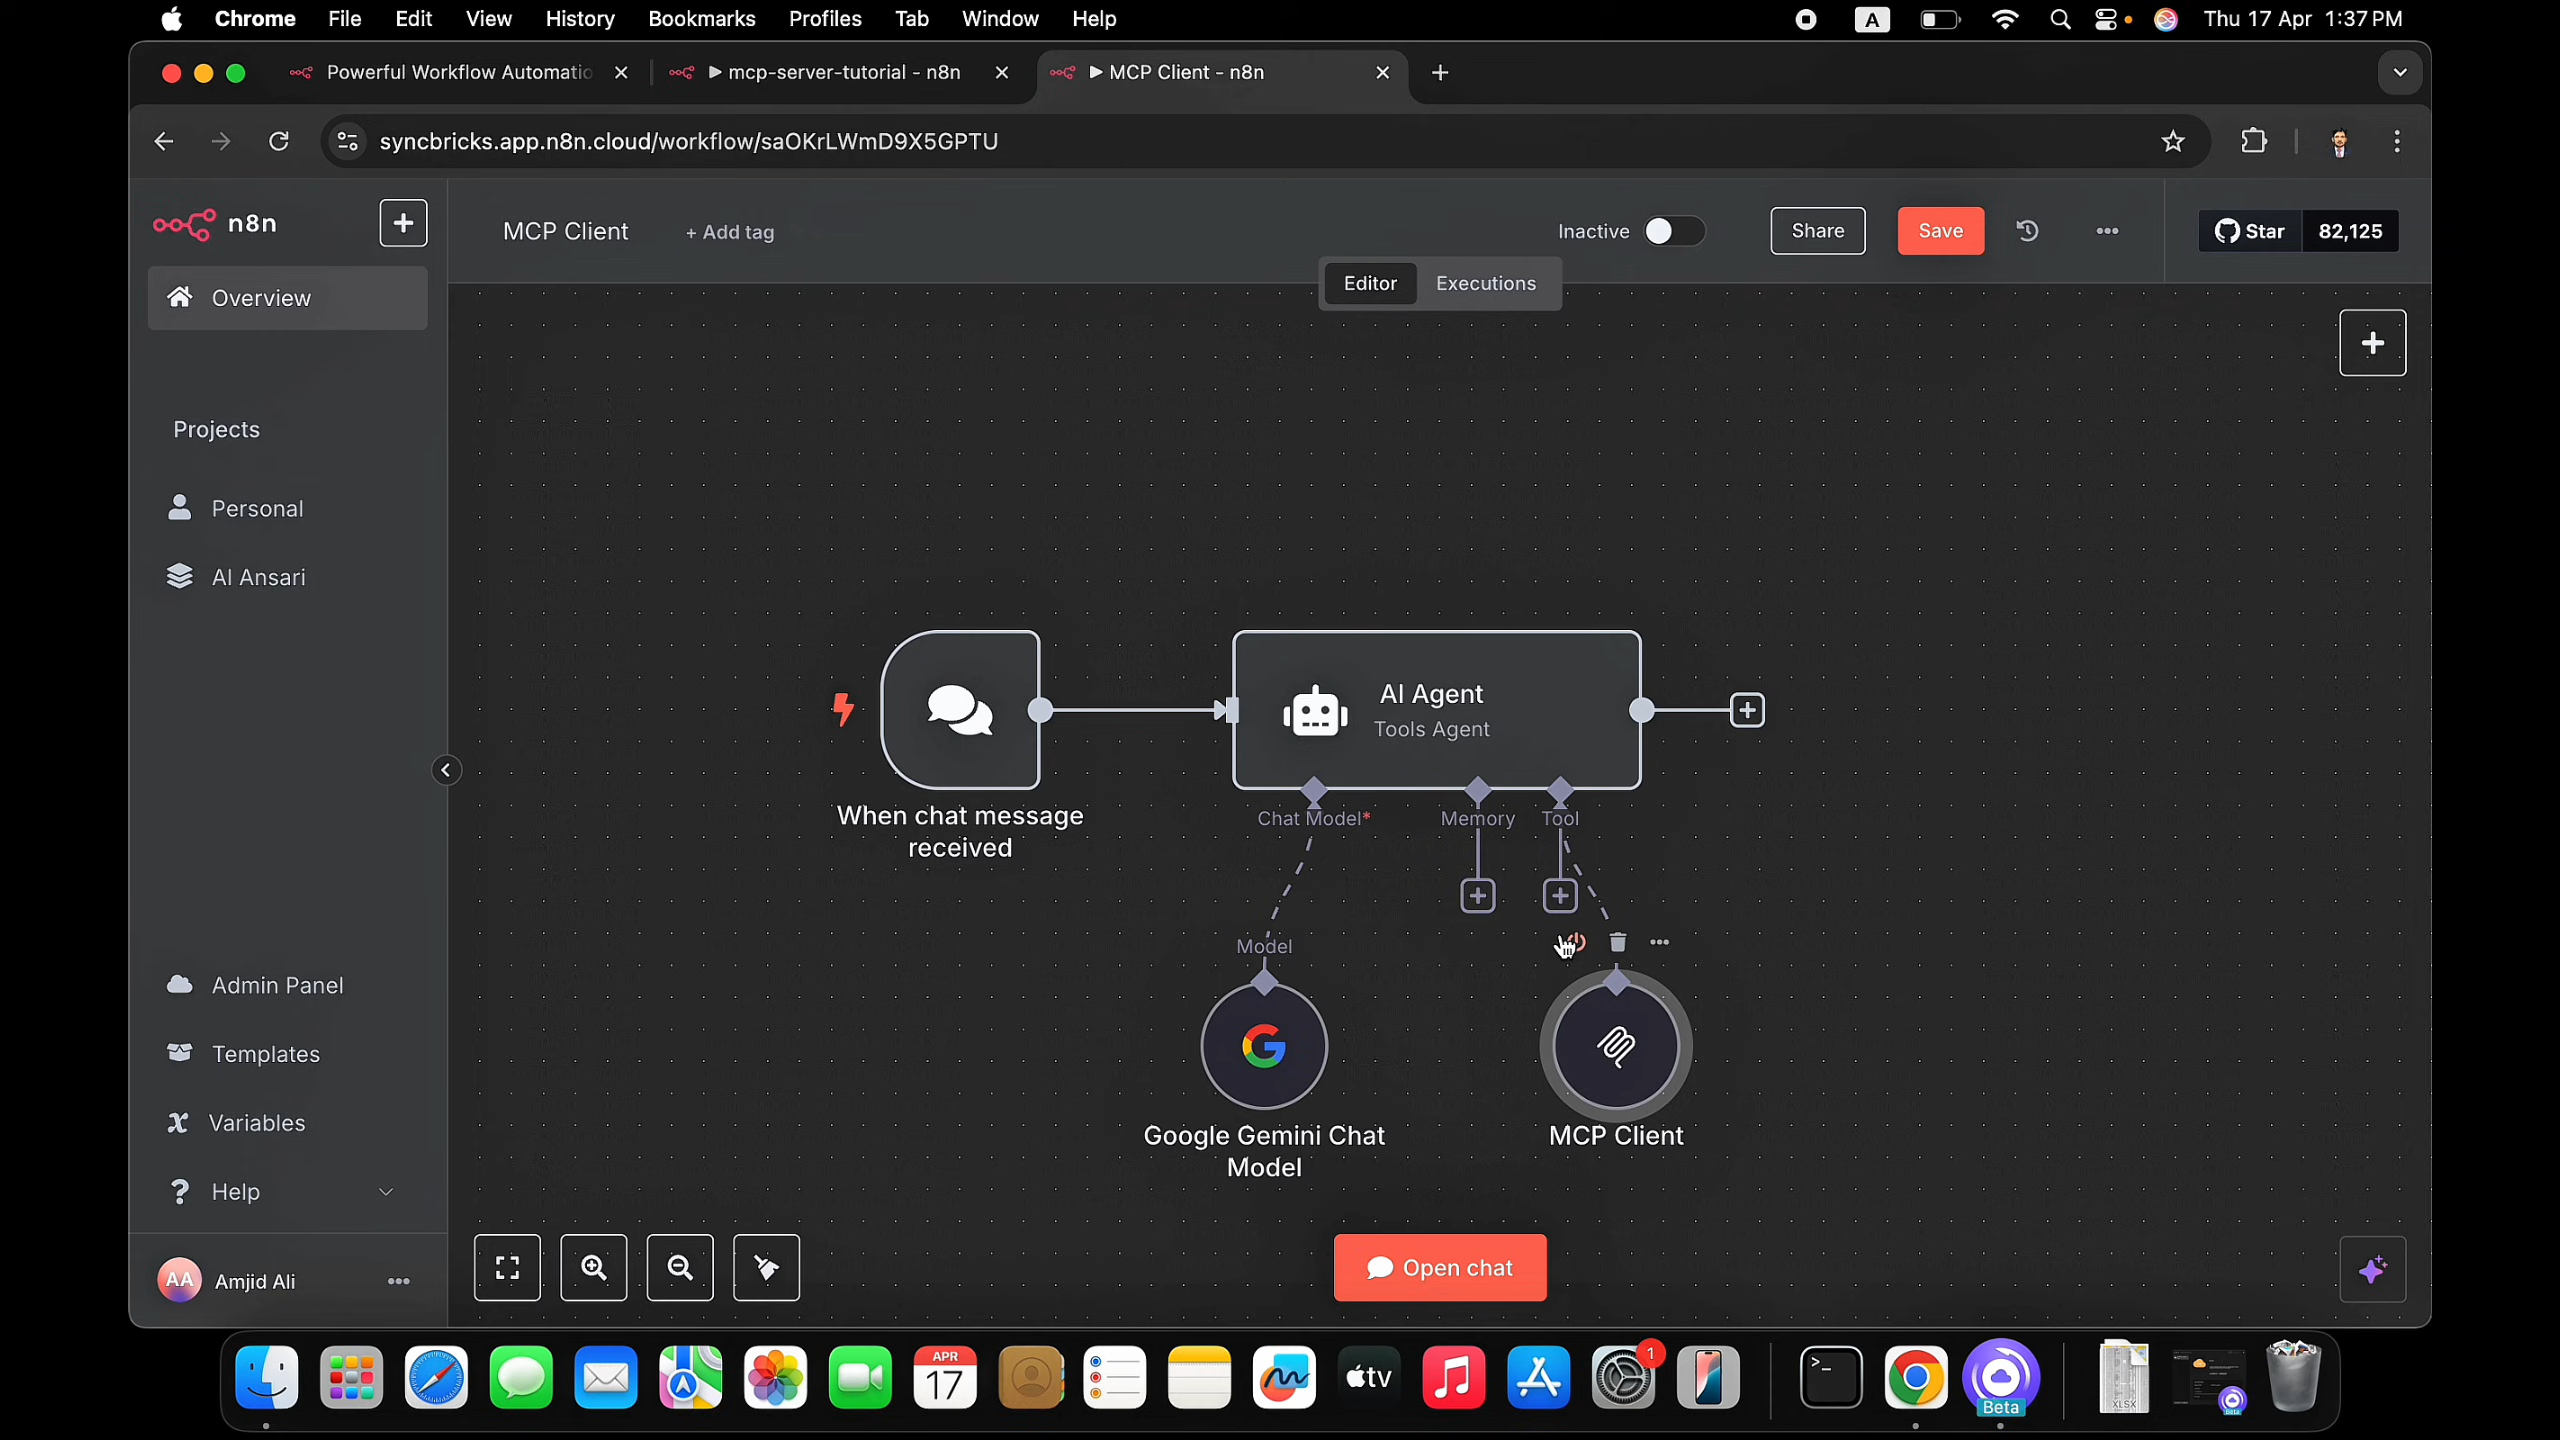 Chrome File Edit View History Bookmarks Profiles Tab Window Help
A
Thu 17 Apr 1:37 PM
Powerful Workflow Automatio
mcp-server-tutorial - n8n
MCP Client - n8n
syncbricks.app.n8n.cloud/workflow/saOKrLWmD9X5GPTU
n8n
MCP Client
+ Add tag
Inactive
Share
Save
Star 82,125
Editor Executions
Overview
Projects
Personal
AI Ansari
AI Agent
Tools Agent
When chat message
received
Chat Model*
Memory
Tool
Model
Google Gemini Chat
Model
MCP Client
Admin Panel
Templates
Variables
Help
AA Amjid Ali
Open chat
APR
17
tv
1
Beta
XLSX